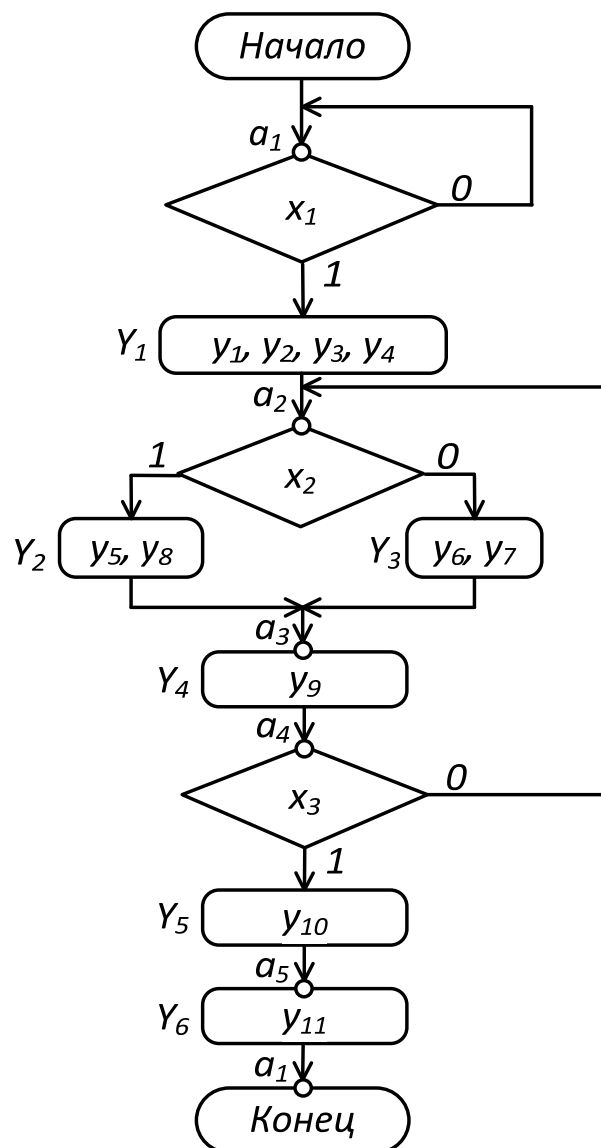 Начало
a₁
0
x₁
1
Y₁ y₁, y₂, y₃, y₄
a₂
1 0
x₂
Y₂ y₅, y₈ Y₃ y₆, y₇
a₃
Y₄ y₉
a₄
0
x₃
1
Y₅ y₁₀
a₅
Y₆ y₁₁
a₁
Конец